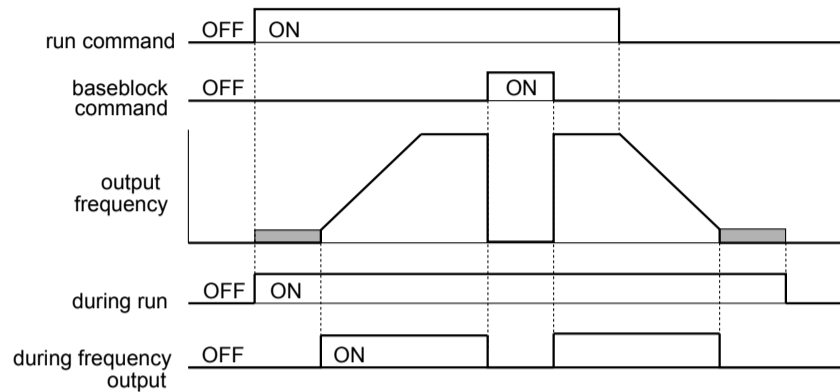 run command OFF ON
baseblock
command
OFF ON
output
frequency
during run OFF ON
during frequency
output
OFF ON